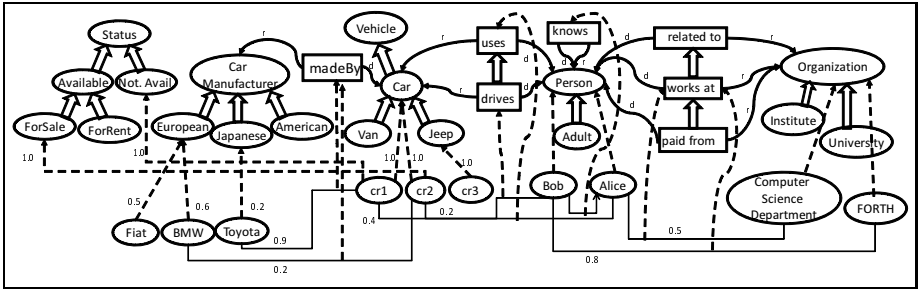 Status
Vehicle
knows
uses
related to
r
r
r
d
r
d
r
Available
Not. Avail
Car
Manufacturer
madeBy
d
Car
r
d
Person
d
works at
r
r
Organization
drives
d
ForSale
ForRent
European
Japanese
American
Van
Jeep
Adult
d
paid from
r
Institute
University
1.0
1.0
1.0
1.0
1.0
0.5
0.6
0.2
cr1
cr2
cr3
Bob
Alice
Computer
Science
Department
FORTH
0.4
0.2
Fiat
BMW
Toyota
0.9
0.5
0.2
0.8